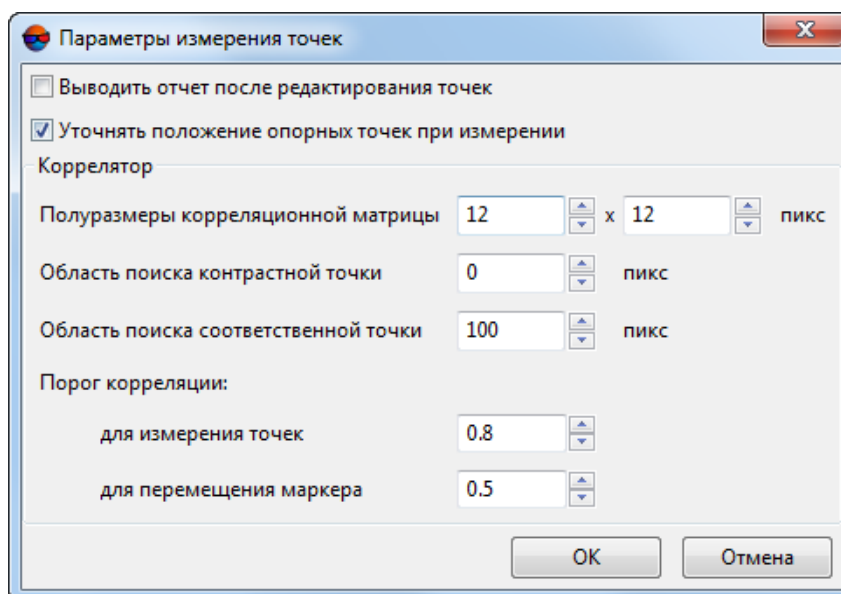 Параметры измерения точек
Выводить отчет после редактирования точек
Уточнять положение опорных точек при измерении
Коррелятор
Полуразмеры корреляционной матрицы 12 x 12 пикс
Область поиска контрастной точки 0 пикс
Область поиска соответственной точки 100 пикс
Порог корреляции:
для измерения точек 0.8
для перемещения маркера 0.5
OK Отмена